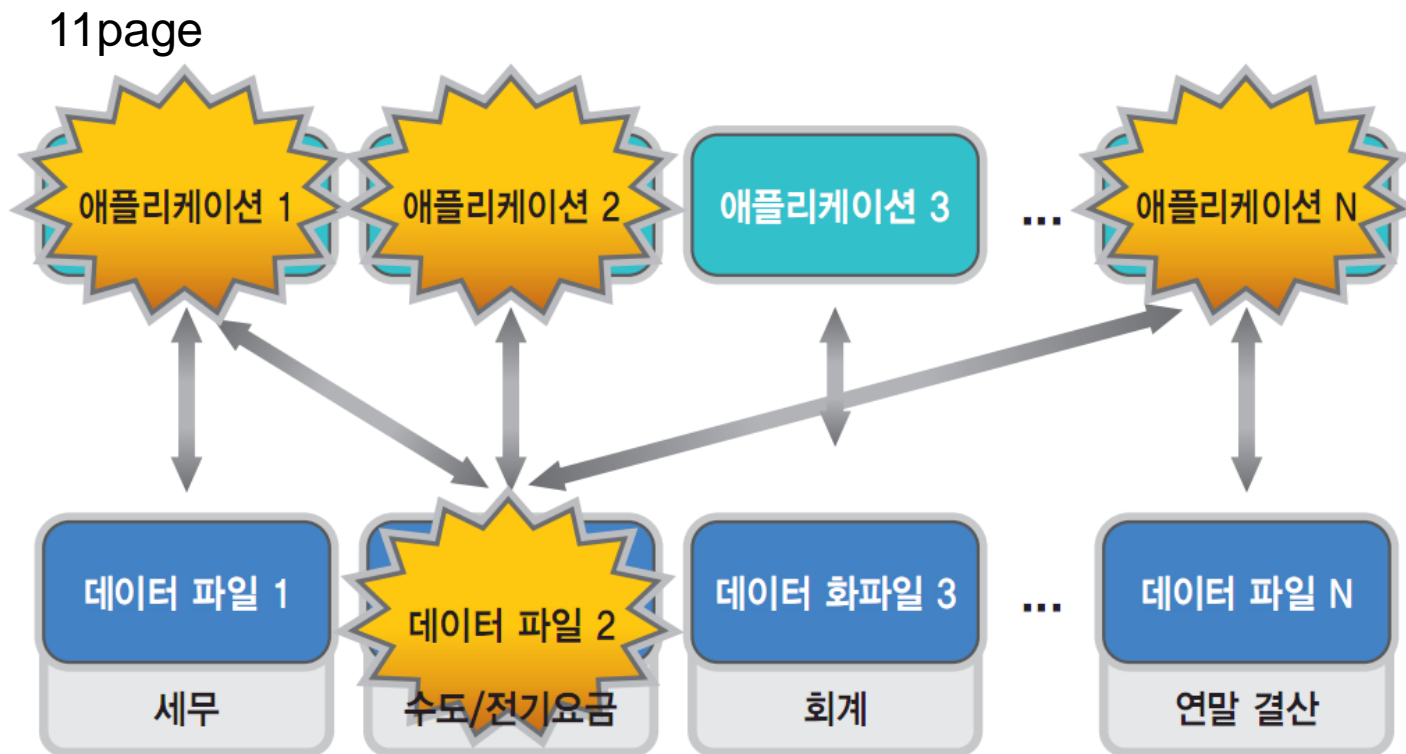 11page
애플리케이션 1 애플리케이션 2 애플리케이션 3 ... 애플리케이션 N
데이터 파일 1 데이터 파일 2 데이터 화파일 3 ... 데이터 파일 N
세무 수도/전기요금 회계 연말 결산